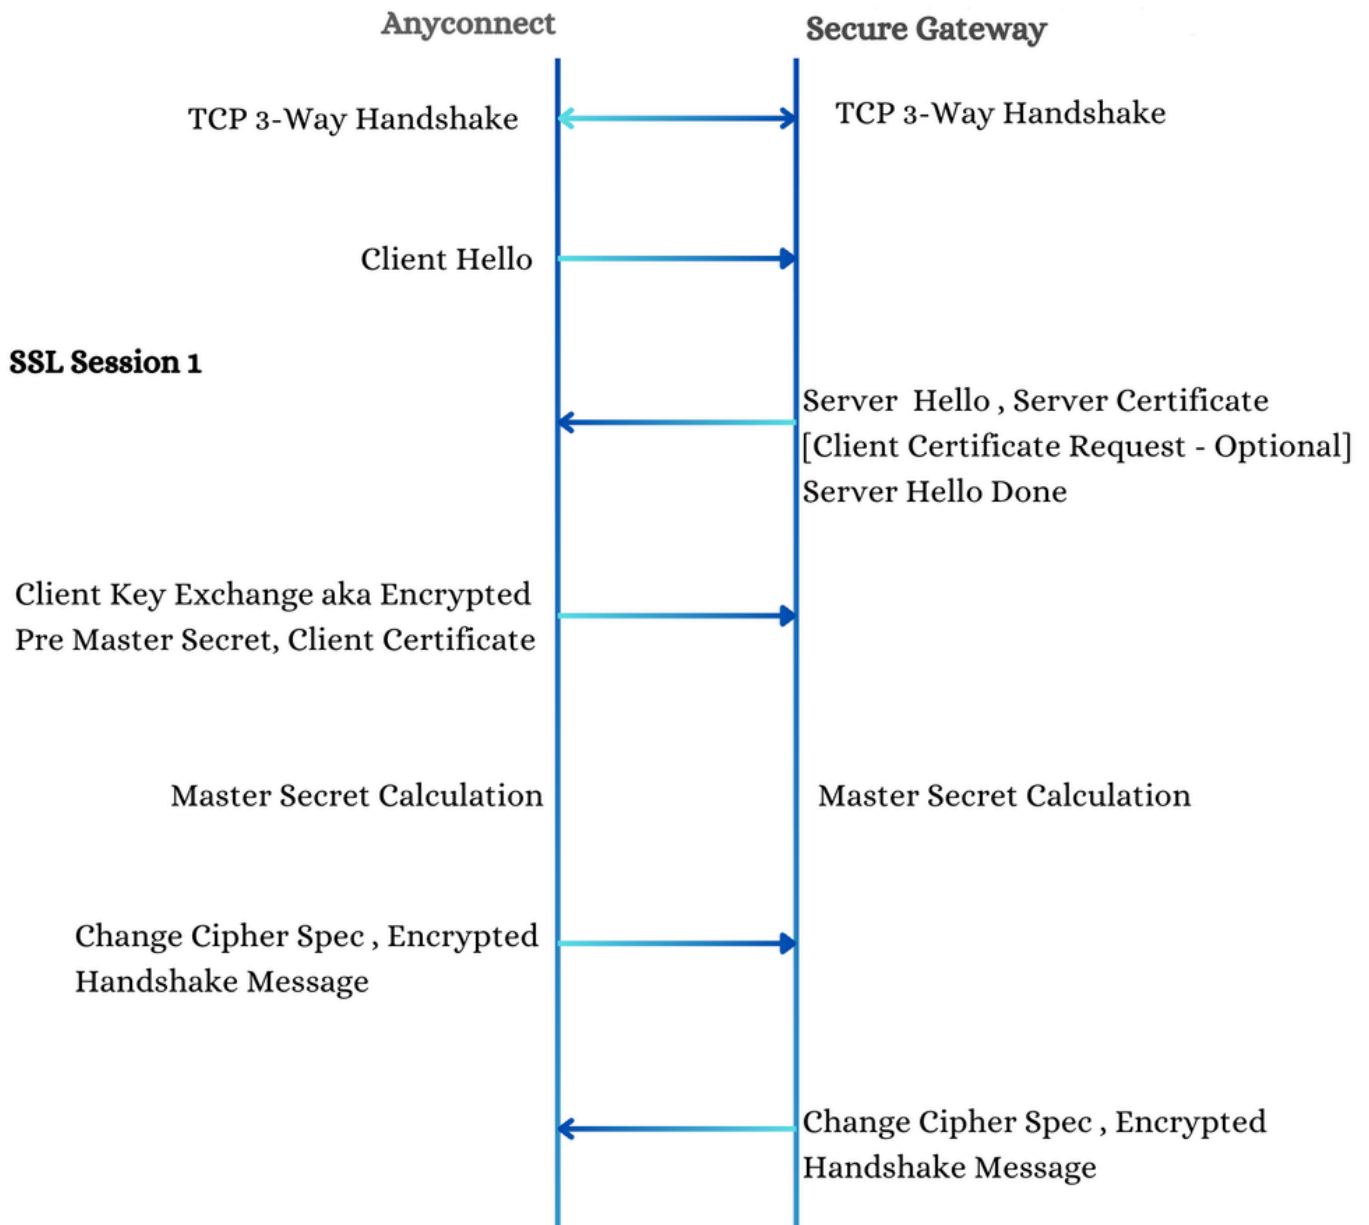 Anyconnect
Secure Gateway
TCP 3-Way Handshake
TCP 3-Way Handshake
Client Hello
SSL Session 1
Server Hello , Server Certificate
[Client Certificate Request - Optional]
Server Hello Done
Client Key Exchange aka Encrypted
Pre Master Secret, Client Certificate
Master Secret Calculation
Master Secret Calculation
Change Cipher Spec , Encrypted
Handshake Message
Change Cipher Spec , Encrypted
Handshake Message